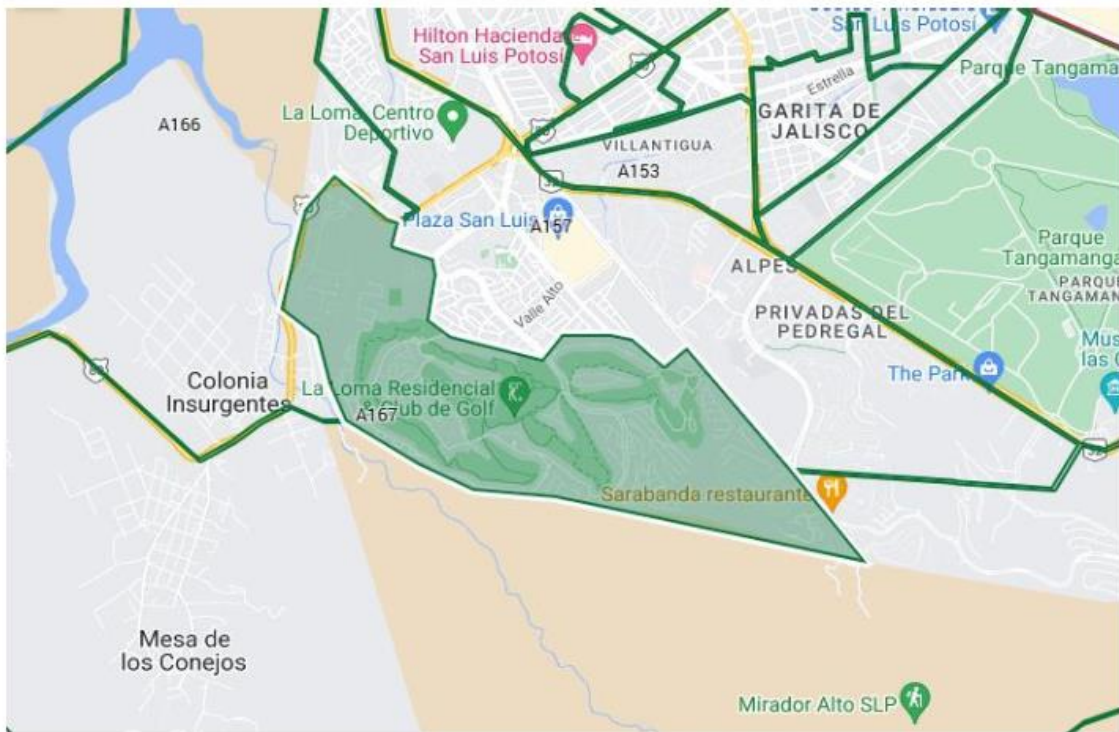 Hilton Hacienda
San Luis Potosí
San Luis Potosí
Parque Tangama
Estrella
A166
La Loma Centro
Deportivo
80
GARITA DE
JALISCO
VILLANTIGUA
A153
32
Plaza San Luis
A157
Parque
Tangamanga
PARQUE
TANGAMAN
ALPES
Valle Alto
PRIVADAS DEL
PEDREGAL
Mus
las
The Park
Colonia
Insurgentes
La Loma Residencial
& Club de Golf
A167
32
Sarabanda restaurante
Mesa de
los Conejos
Mirador Alto SLP